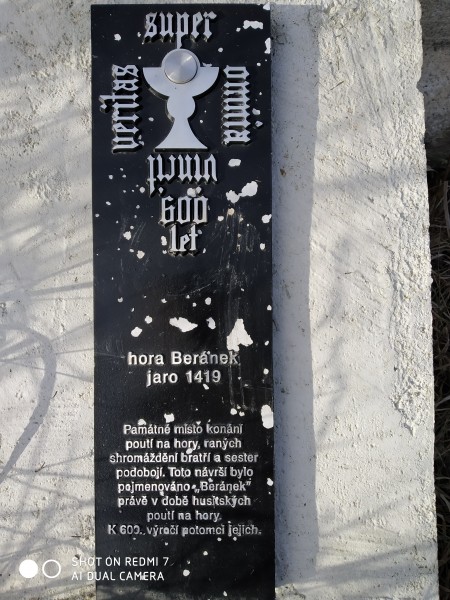 super
veritas
omnia
vincit
600
let
hora Beránek
jaro 1419
Památné místo konání
poutí na hory, raných
shromáždění bratří a sester
podobojí. Toto návrší bylo
pojmenováno „Beránek"
právě v době husitských
poutí na hory.
K 600. výročí potomci jejich.
SHOT ON REDMI 7
AI DUAL CAMERA